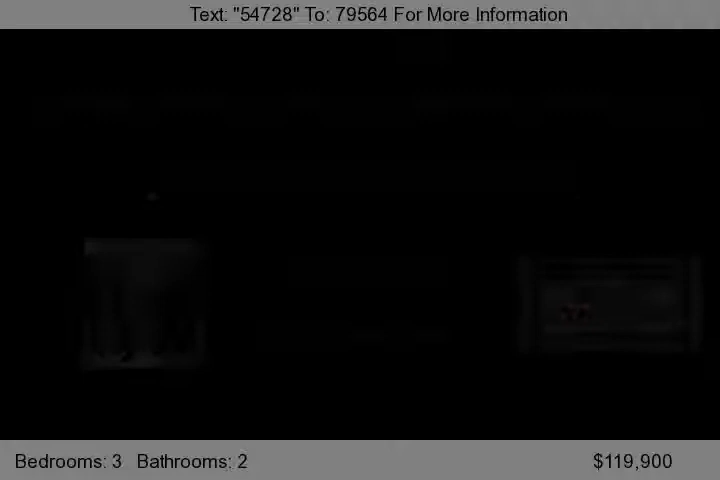 Text: "54728" To: 79564 For More Information
Bedrooms: 3 Bathrooms: 2 $119,900